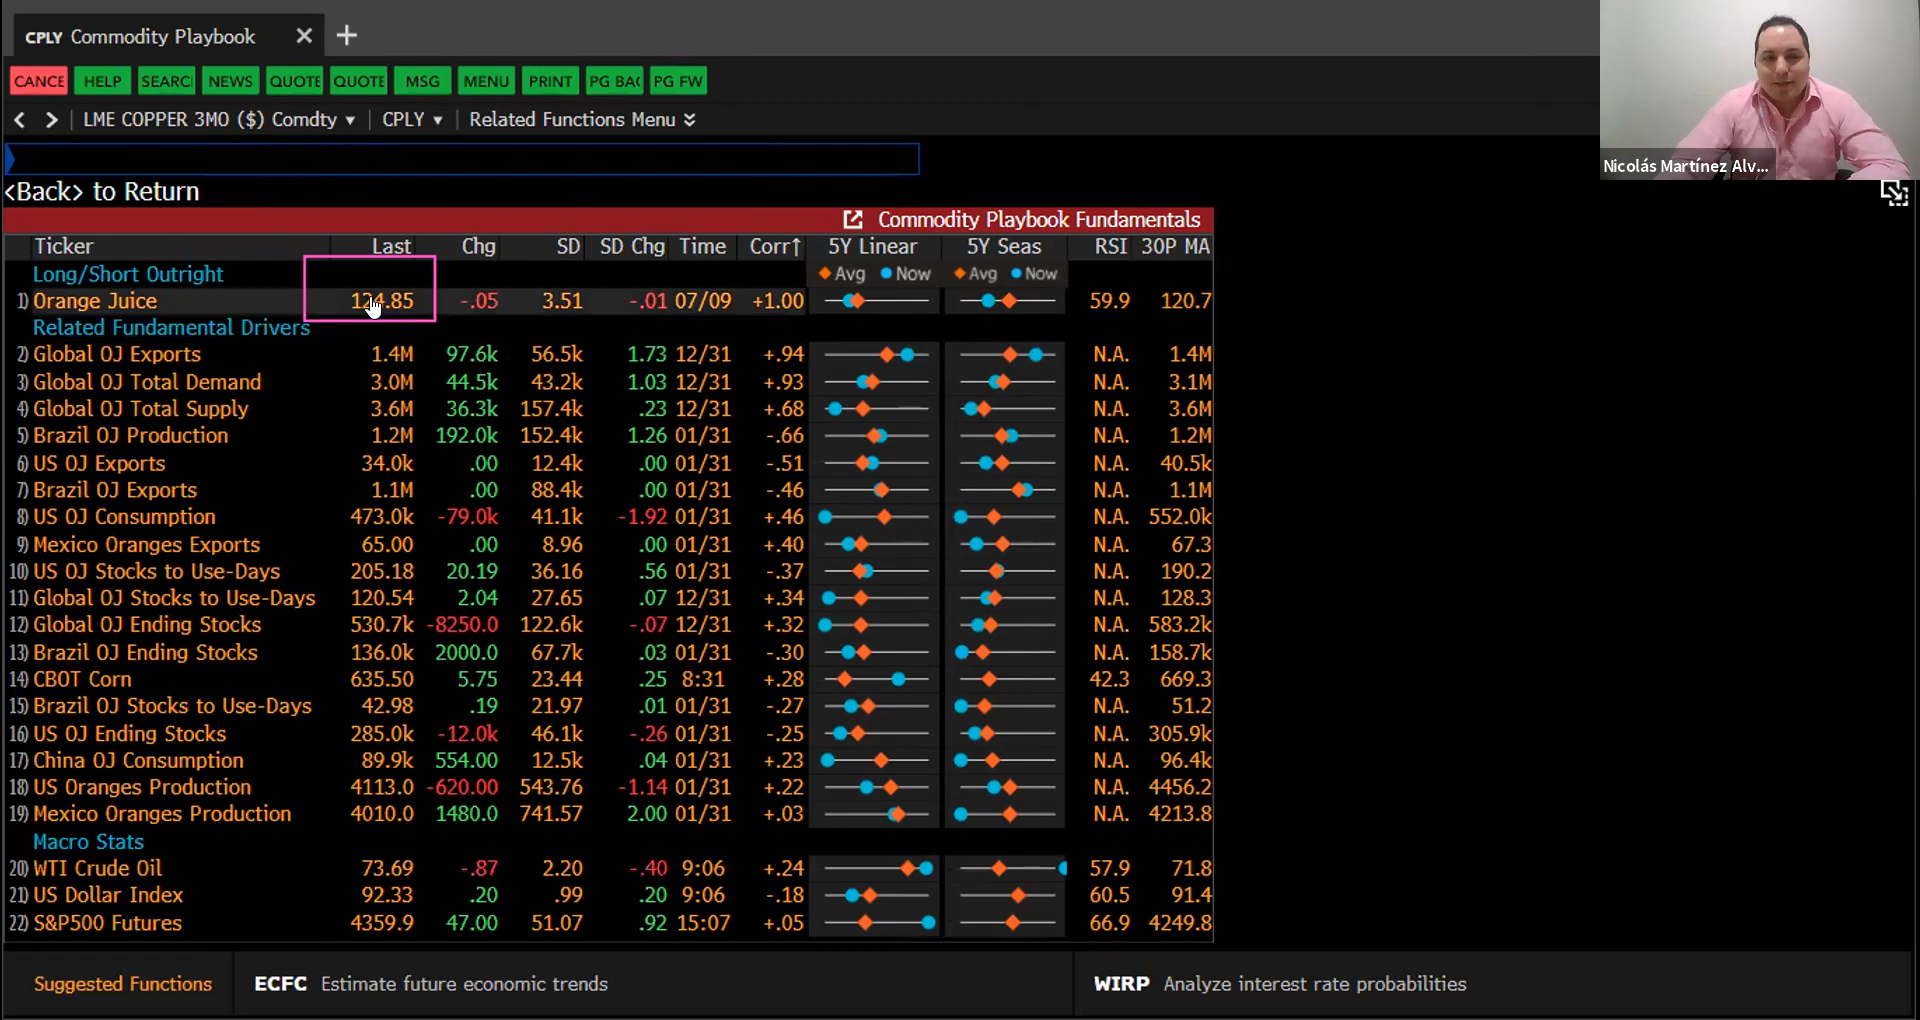 CPLY Commodity Playbook
CANCE HELP SEARCI NEWS QUOTE QUOTE MSG MENU PRINT PG BAC PG FW
LME COPPER 3MO ($) Comdty CPLY Related Functions Menu
Nicolás Martínez Alv...
<Back> to Return
Commodity Playbook Fundamentals
Ticker Last Chg SD SD Chg Time Corr↑ 5Y Linear 5Y Seas RSI 30P MA
Long/Short Outright Avg Now Avg Now
1) Orange Juice 124.85 -.05 3.51 -.01 07/09 +1.00 59.9 120.7
Related Fundamental Drivers
2) Global OJ Exports 1.4M 97.6k 56.5k 1.73 12/31 +.94 N.A. 1.4M
3) Global OJ Total Demand 3.0M 44.5k 43.2k 1.03 12/31 +.93 N.A. 3.1M
4) Global OJ Total Supply 3.6M 36.3k 157.4k .23 12/31 +.68 N.A. 3.6M
5) Brazil OJ Production 1.2M 192.0k 152.4k 1.26 01/31 -.66 N.A. 1.2M
6) US OJ Exports 34.0k .00 12.4k .00 01/31 -.51 N.A. 40.5k
7) Brazil OJ Exports 1.1M .00 88.4k .00 01/31 -.46 N.A. 1.1M
8) US OJ Consumption 473.0k -79.0k 41.1k -1.92 01/31 +.46 N.A. 552.0k
9) Mexico Oranges Exports 65.00 .00 8.96 .00 01/31 +.40 N.A. 67.3
10) US OJ Stocks to Use-Days 205.18 20.19 36.16 .56 01/31 -.37 N.A. 190.2
11) Global OJ Stocks to Use-Days 120.54 2.04 27.65 .07 12/31 +.34 N.A. 128.3
12) Global OJ Ending Stocks 530.7k -8250.0 122.6k -.07 12/31 +.32 N.A. 583.2k
13) Brazil OJ Ending Stocks 136.0k 2000.0 67.7k .03 01/31 -.30 N.A. 158.7k
14) CBOT Corn 635.50 5.75 23.44 .25 8:31 +.28 42.3 669.3
15) Brazil OJ Stocks to Use-Days 42.98 .19 21.97 .01 01/31 -.27 N.A. 51.2
16) US OJ Ending Stocks 285.0k -12.0k 46.1k -.26 01/31 -.25 N.A. 305.9k
17) China OJ Consumption 89.9k 554.00 12.5k .04 01/31 +.23 N.A. 96.4k
18) US Oranges Production 4113.0 -620.00 543.76 -1.14 01/31 +.22 N.A. 4456.2
19) Mexico Oranges Production 4010.0 1480.0 741.57 2.00 01/31 +.03 N.A. 4213.8
Macro Stats
20) WTI Crude Oil 73.69 -.87 2.20 -.40 9:06 +.24 57.9 71.8
21) US Dollar Index 92.33 .20 .99 .20 9:06 -.18 60.5 91.4
22) S&P500 Futures 4359.9 47.00 51.07 .92 15:07 +.05 66.9 4249.8
Suggested Functions ECFC Estimate future economic trends WIRP Analyze interest rate probabilities